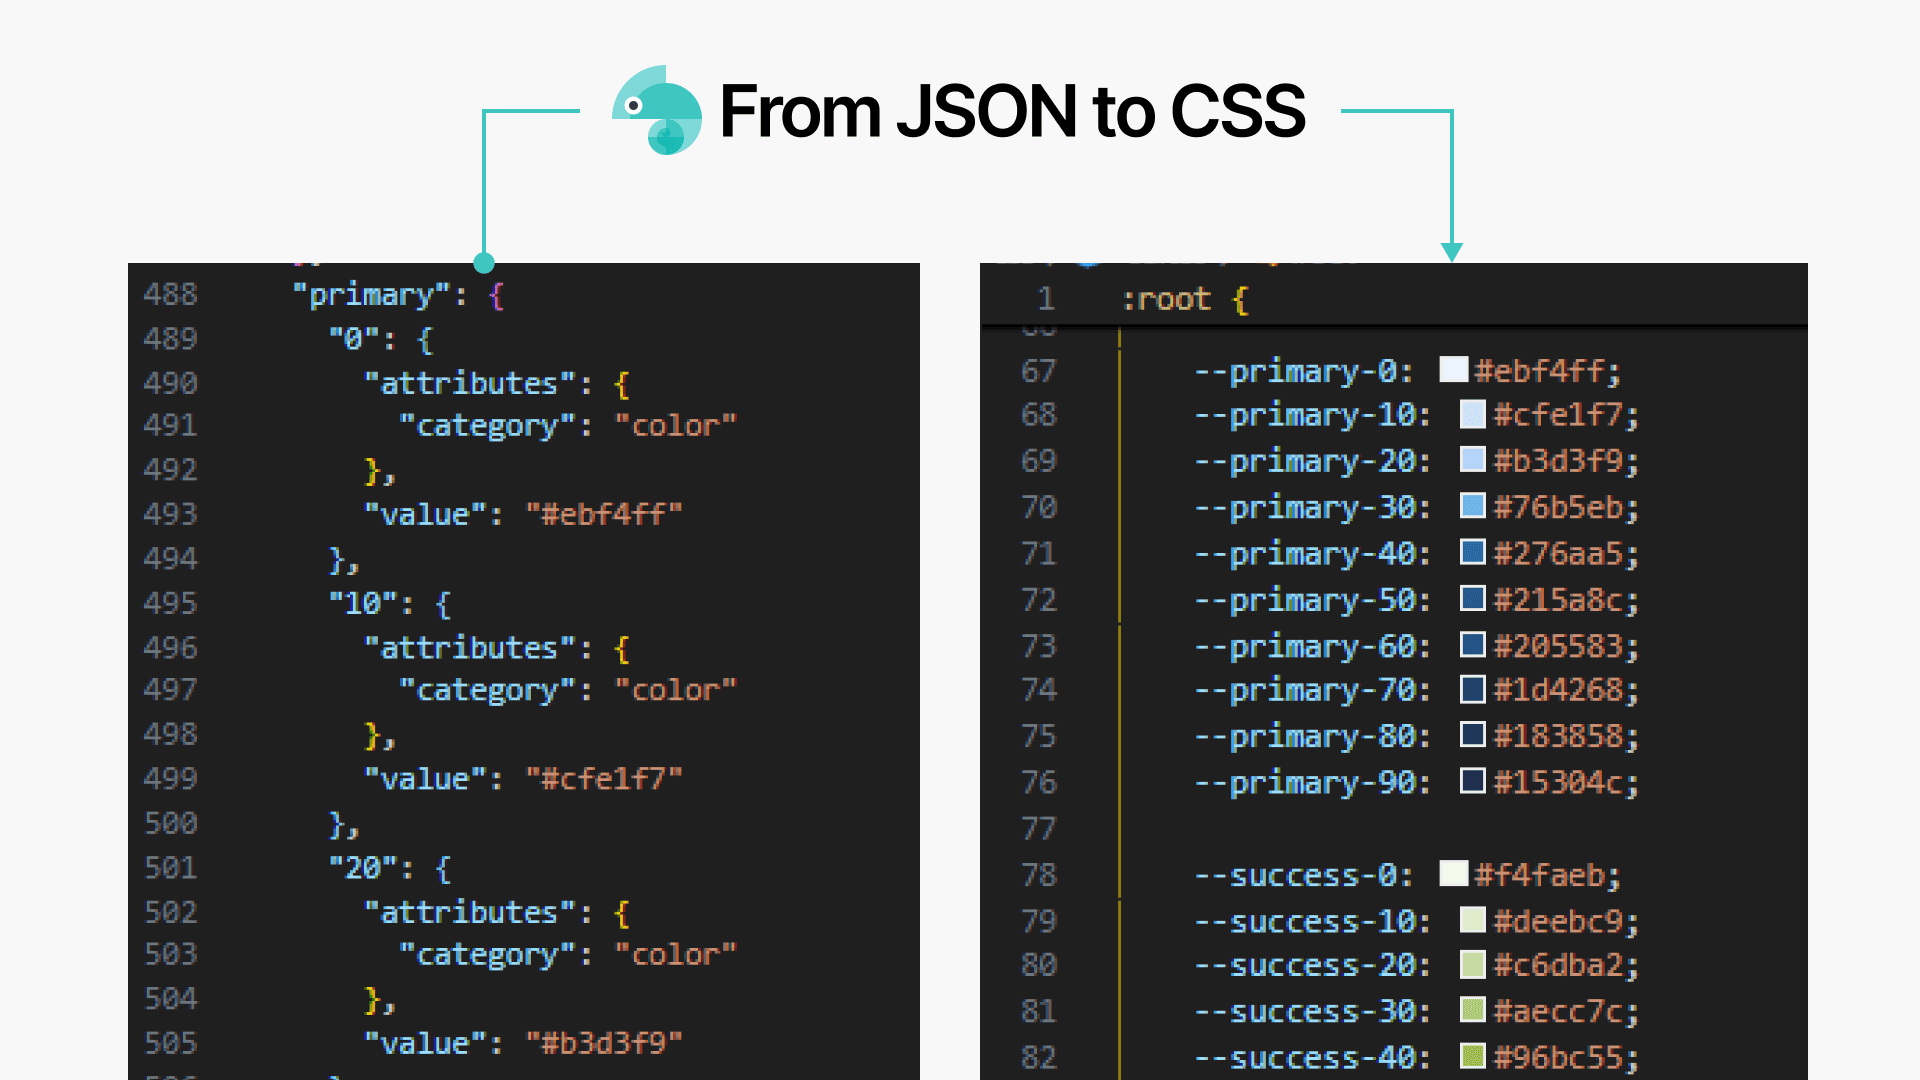 From JSON to CSS
488 "primary": {
489 "0": {
490 "attributes": {
491 "category": "color"
492 },
493 "value": "#ebf4ff"
494 },
495 "10": {
496 "attributes": {
497 "category": "color"
498 },
499 "value": "#cfe1f7"
500 },
501 "20": {
502 "attributes": {
503 "category": "color"
504 },
505 "value": "#b3d3f9"
1 :root {
67 --primary-0: #ebf4ff;
68 --primary-10: #cfe1f7;
69 --primary-20: #b3d3f9;
70 --primary-30: #76b5eb;
71 --primary-40: #276aa5;
72 --primary-50: #215a8c;
73 --primary-60: #205583;
74 --primary-70: #1d4268;
75 --primary-80: #183858;
76 --primary-90: #15304c;
77
78 --success-0: #f4faeb;
79 --success-10: #deebc9;
80 --success-20: #c6dba2;
81 --success-30: #aecc7c;
82 --success-40: #96bc55;